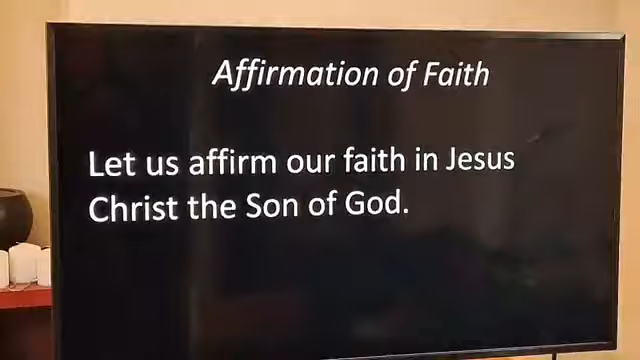 Affirmation of Faith
Let us affirm our faith in Jesus
Christ the Son of God.